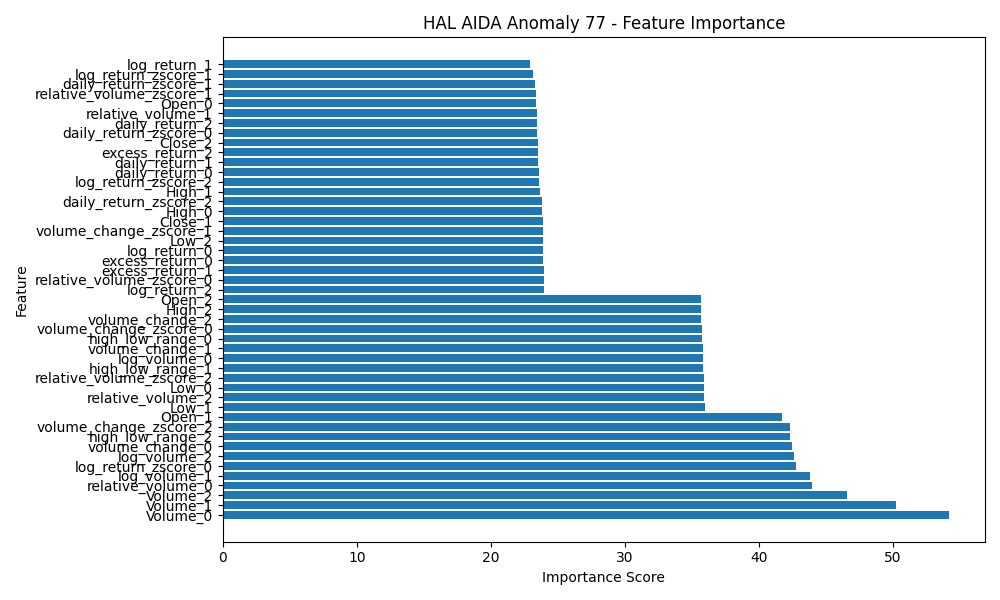 HAL AIDA Anomaly 77 - Feature Importance
log_return_1
log_return_zscore_1
daily_return_zscore_1
relative_volume_zscore_1
Open_0
relative_volume_1
daily_return_2
daily_return_zscore_0
Close_2
excess_return_2
daily_return_1
daily_return_0
log_return_zscore_2
High_1
daily_return_zscore_2
High_0
Close_1
volume_change_zscore_1
Low_2
log_return_0
excess_return_0
excess_return_1
relative_volume_zscore_0
log_return_2
Open_2
High_2
volume_change_2
volume_change_zscore_0
high_low_range_0
volume_change_1
log_volume_0
high_low_range_1
relative_volume_zscore_2
Low_0
relative_volume_2
Low_1
Open_1
volume_change_zscore_2
high_low_range_2
volume_change_0
log_volume_2
log_return_zscore_0
log_volume_1
relative_volume_0
Volume_2
Volume_1
Volume_0
Feature
0 10 20 30 40 50
Importance Score